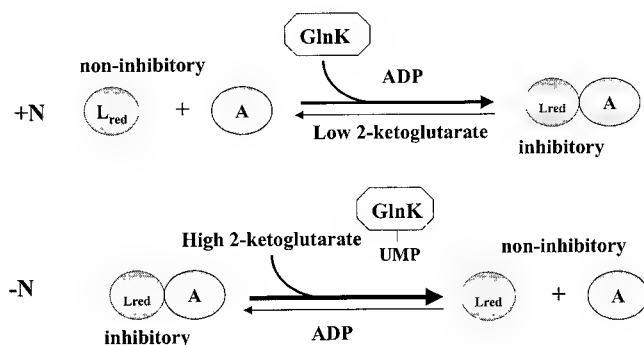 GlnK
non-inhibitory
ADP
+N
Lred + A
Lred A
Low 2-ketoglutarate
inhibitory
GlnK
High 2-ketoglutarate
UMP
non-inhibitory
-N
Lred A
Lred + A
inhibitory
ADP